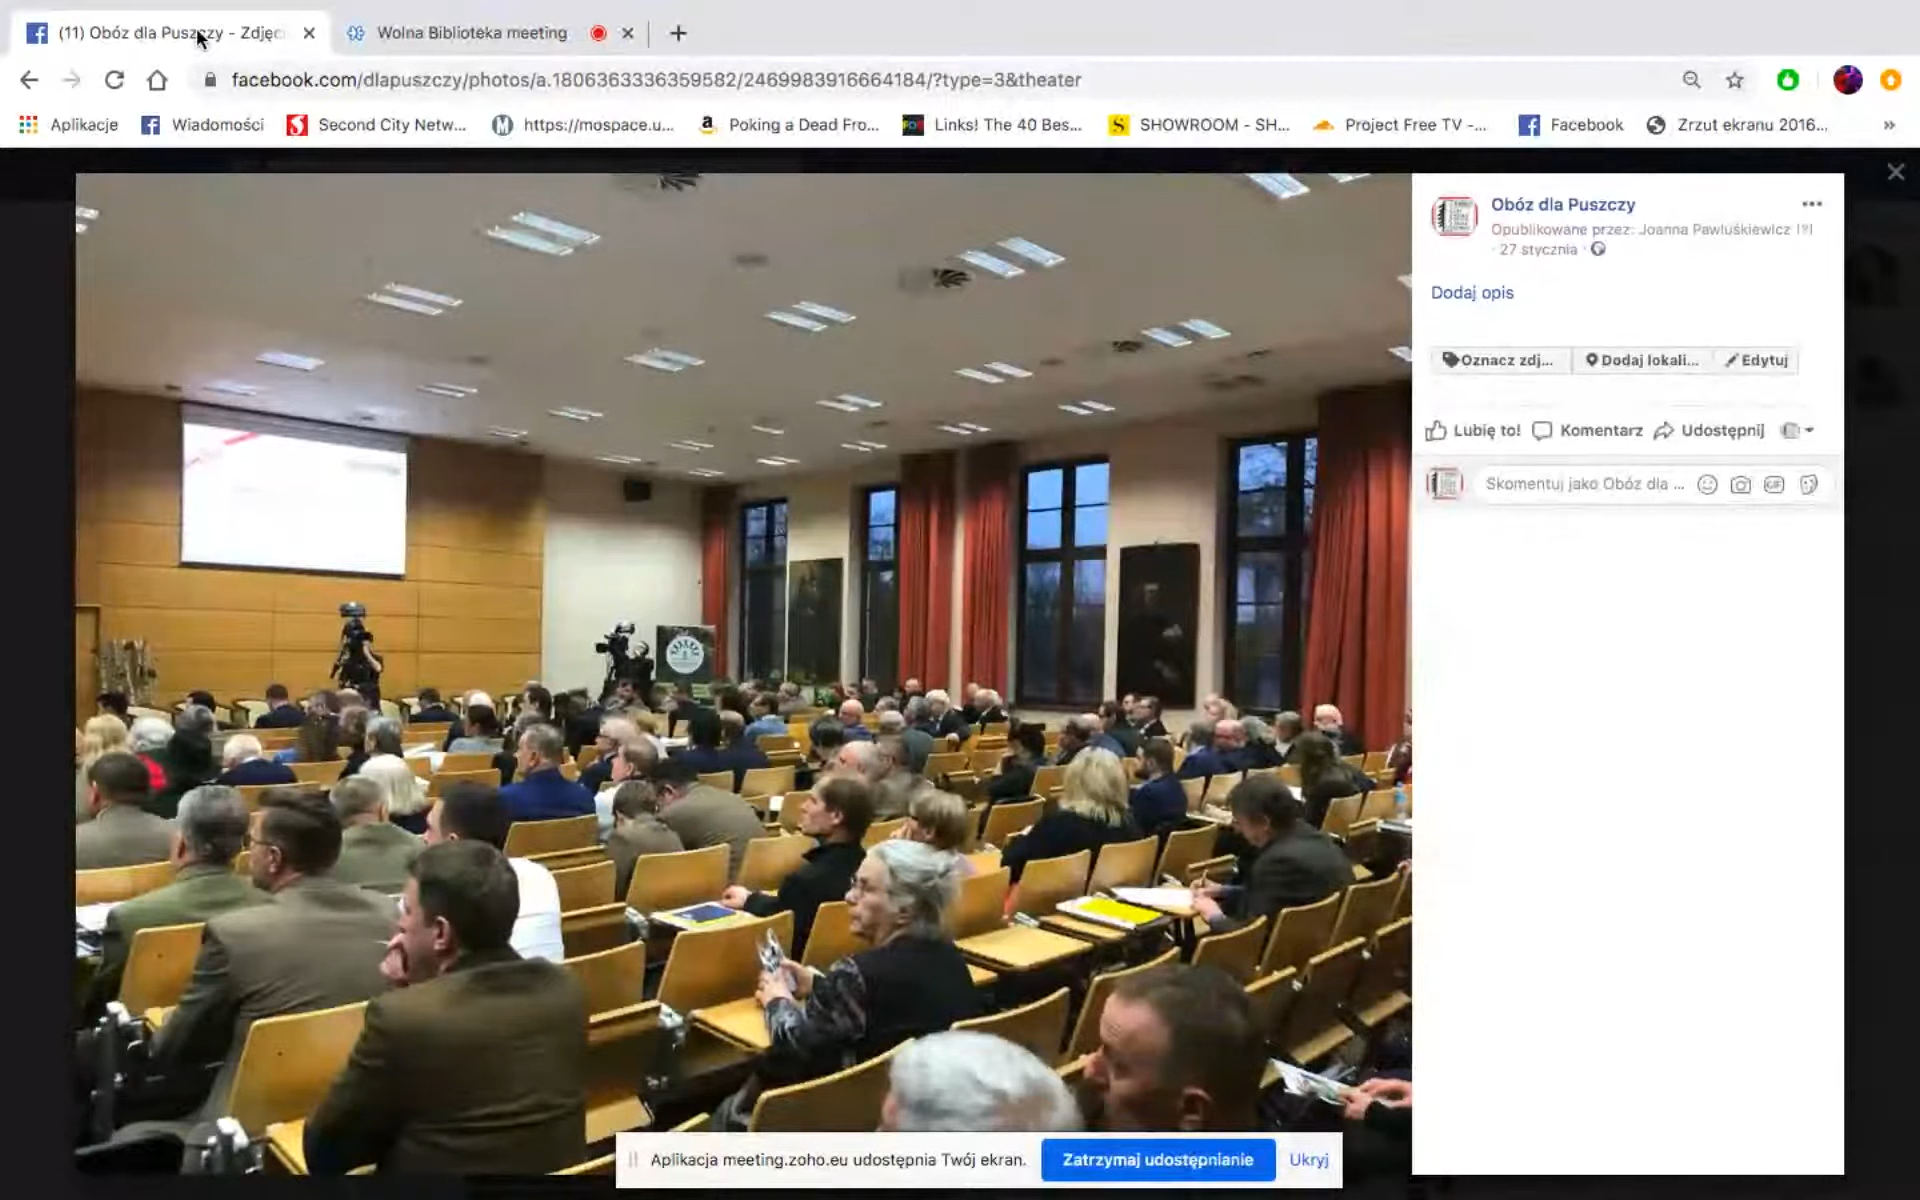 (11) Obóz dla Puszczy - Zdjęc
Wolna Biblioteka meeting
facebook.com/dlapuszczy/photos/a.1806363336359582/2469983916664184/?type=3&theater
Aplikacje
Wiadomości
Second City Netw...
https://mospace.u...
Poking a Dead Fro...
Links! The 40 Bes...
SHOWROOM - SH...
Project Free TV -...
Facebook
Zrzut ekranu 2016...
»
Obóz dla Puszczy
Opublikowane przez: Joanna Pawluśkiewicz [?]
· 27 stycznia ·
Dodaj opis
Oznacz zdj...
Dodaj lokali...
Edytuj
Lubię to!
Komentarz
Udostępnij
Skomentuj jako Obóz dla ...
GIF
Aplikacja meeting.zoho.eu udostępnia Twój ekran.
Zatrzymaj udostępnianie
Ukryj